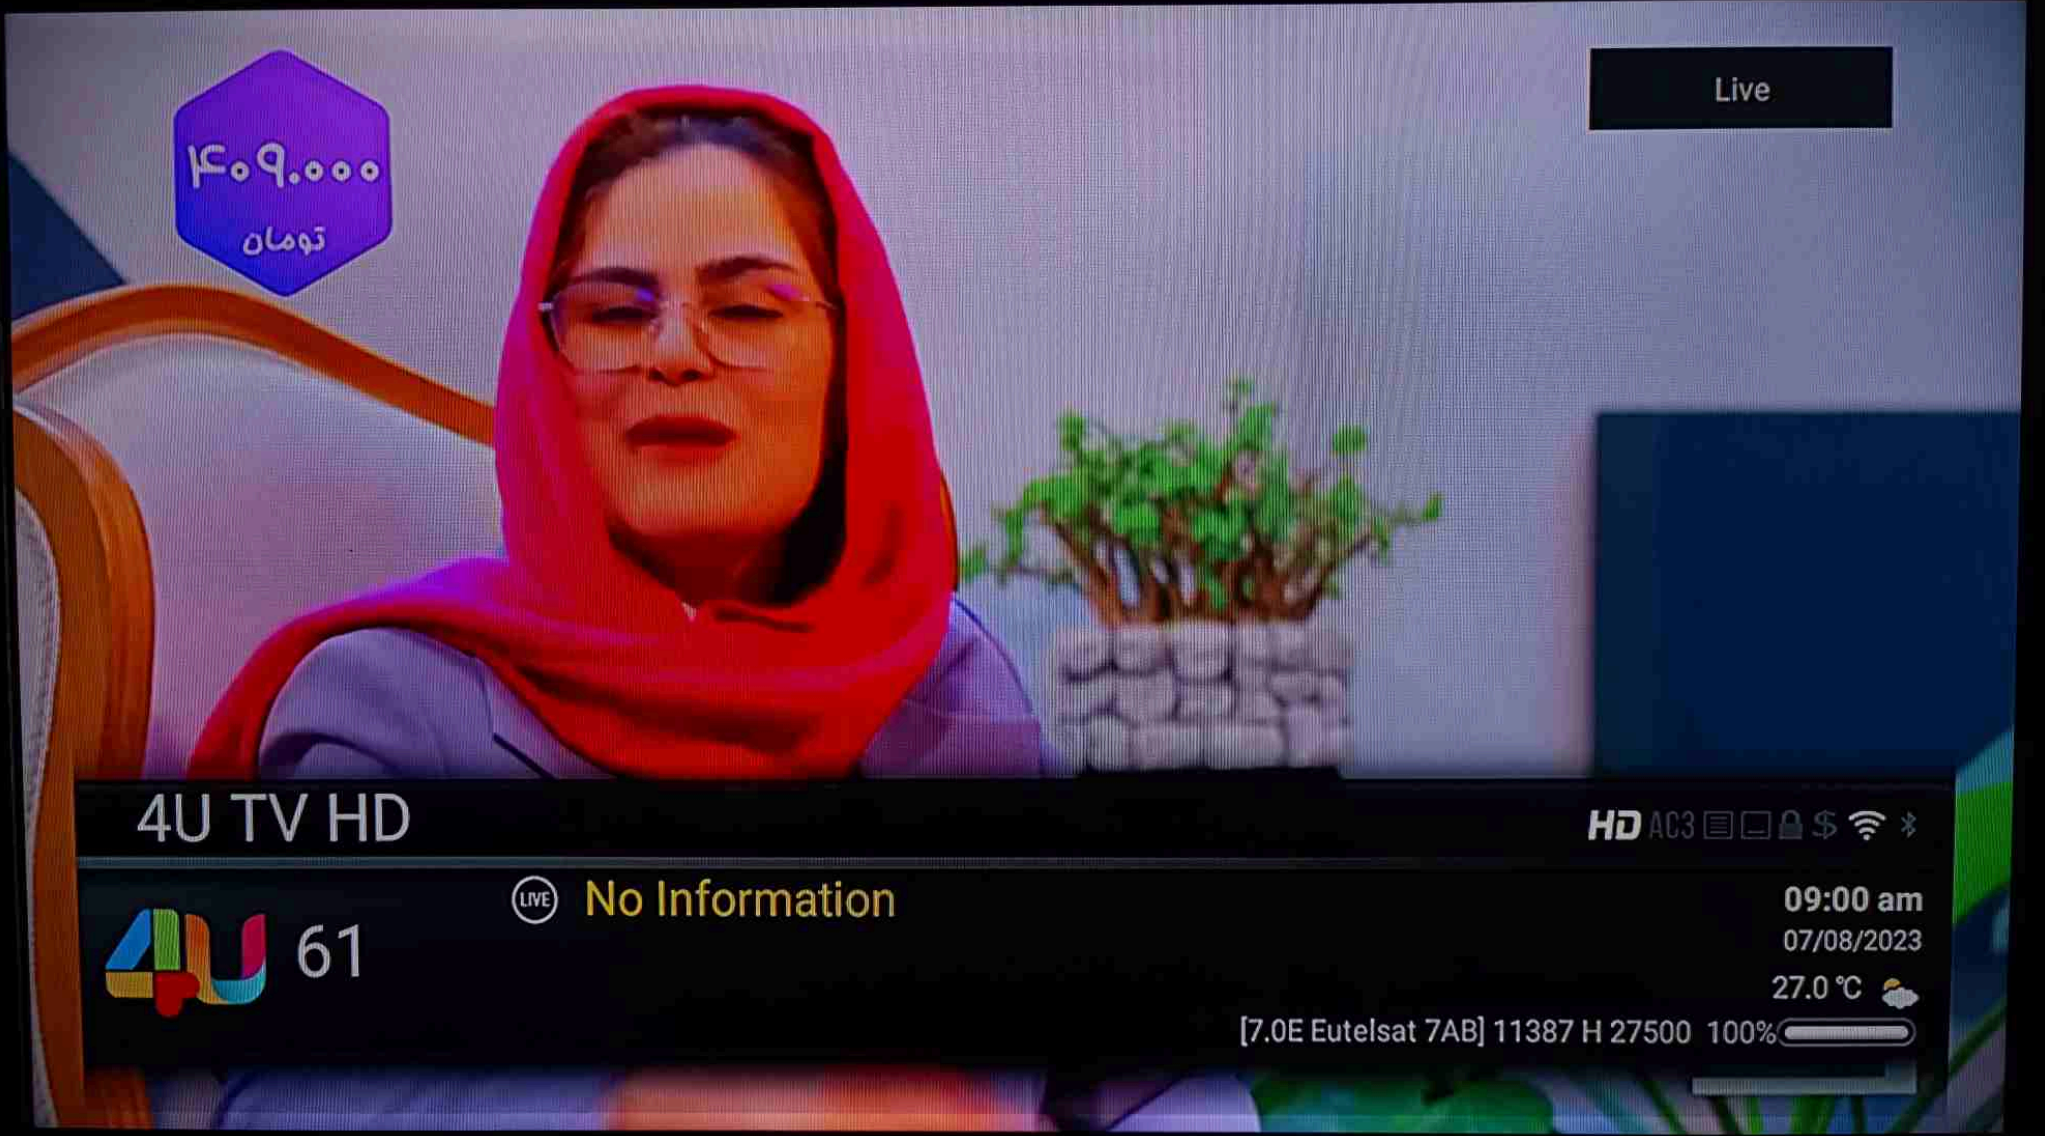 ۴۰۹.۰۰۰
تومان
Live
4U TV HD
HD AC3 $
4U 61
LIVE No Information
09:00 am
07/08/2023
27.0 °C
[7.0E Eutelsat 7AB] 11387 H 27500 100%